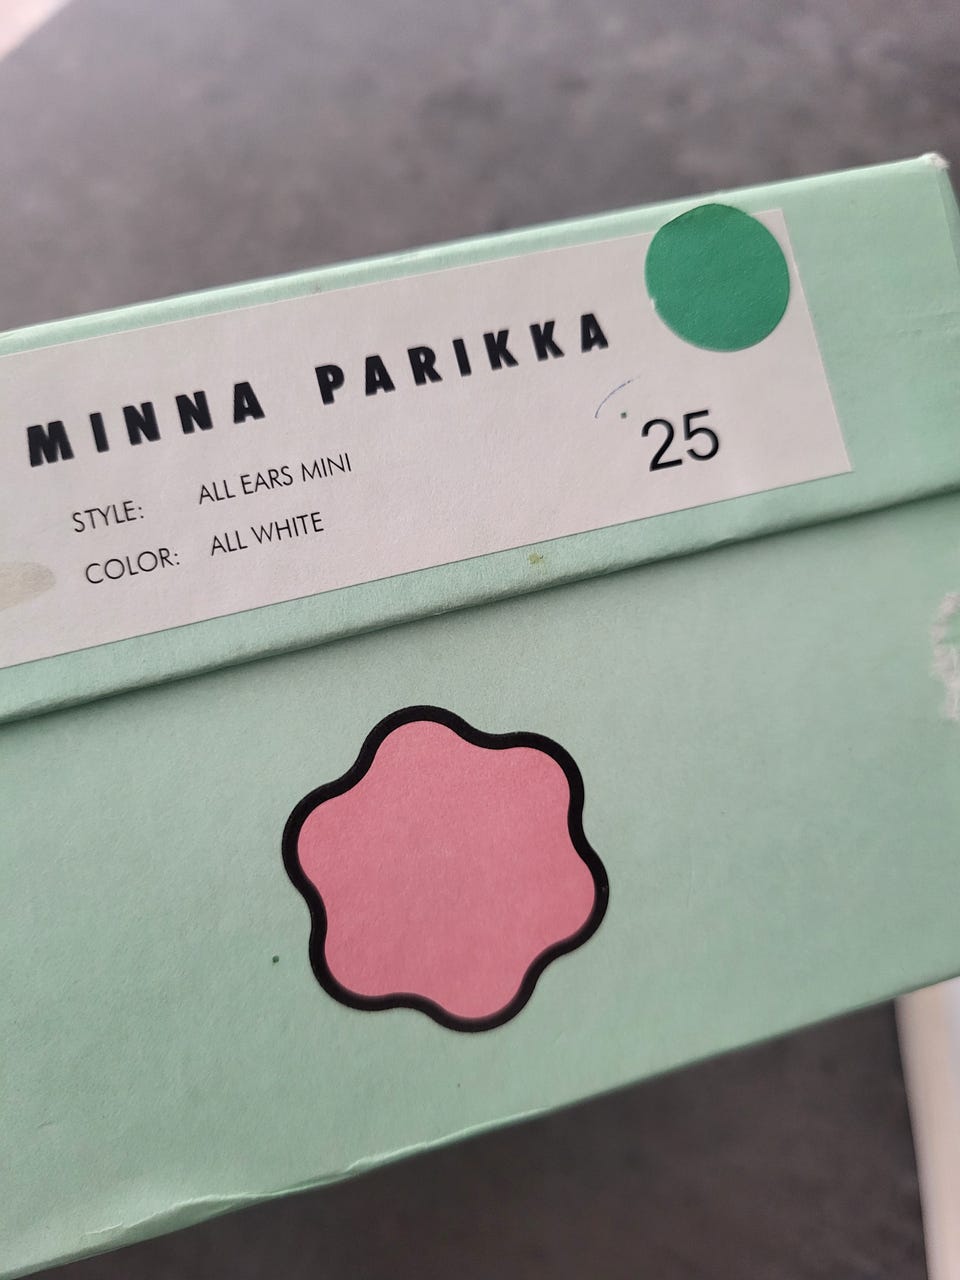 MINNA PARIKKA
STYLE: ALL EARS MINI
COLOR: ALL WHITE
25